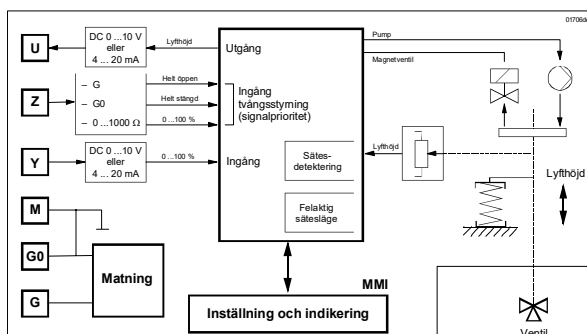 01706de
Pump
U
DC 0 ...10 V
eller
4 ... 20 mA
Lyfthöjd
Utgång
Magnetventil
Z
– G
– G0
– 0...1000 Ω
Helt öppen
Helt stängd
0 ...100 %
Ingång
tvångsstyrning
(signalprioritet)
Y
DC 0 ...10 V
eller
4 ... 20 mA
0 ...100 %
Ingång
Sätes-
detektering
Lyfthöjd
Lyfthöjd
Felaktig
sätesläge
M
G0
G
Matning
MMI
Inställning och indikering
Ventil